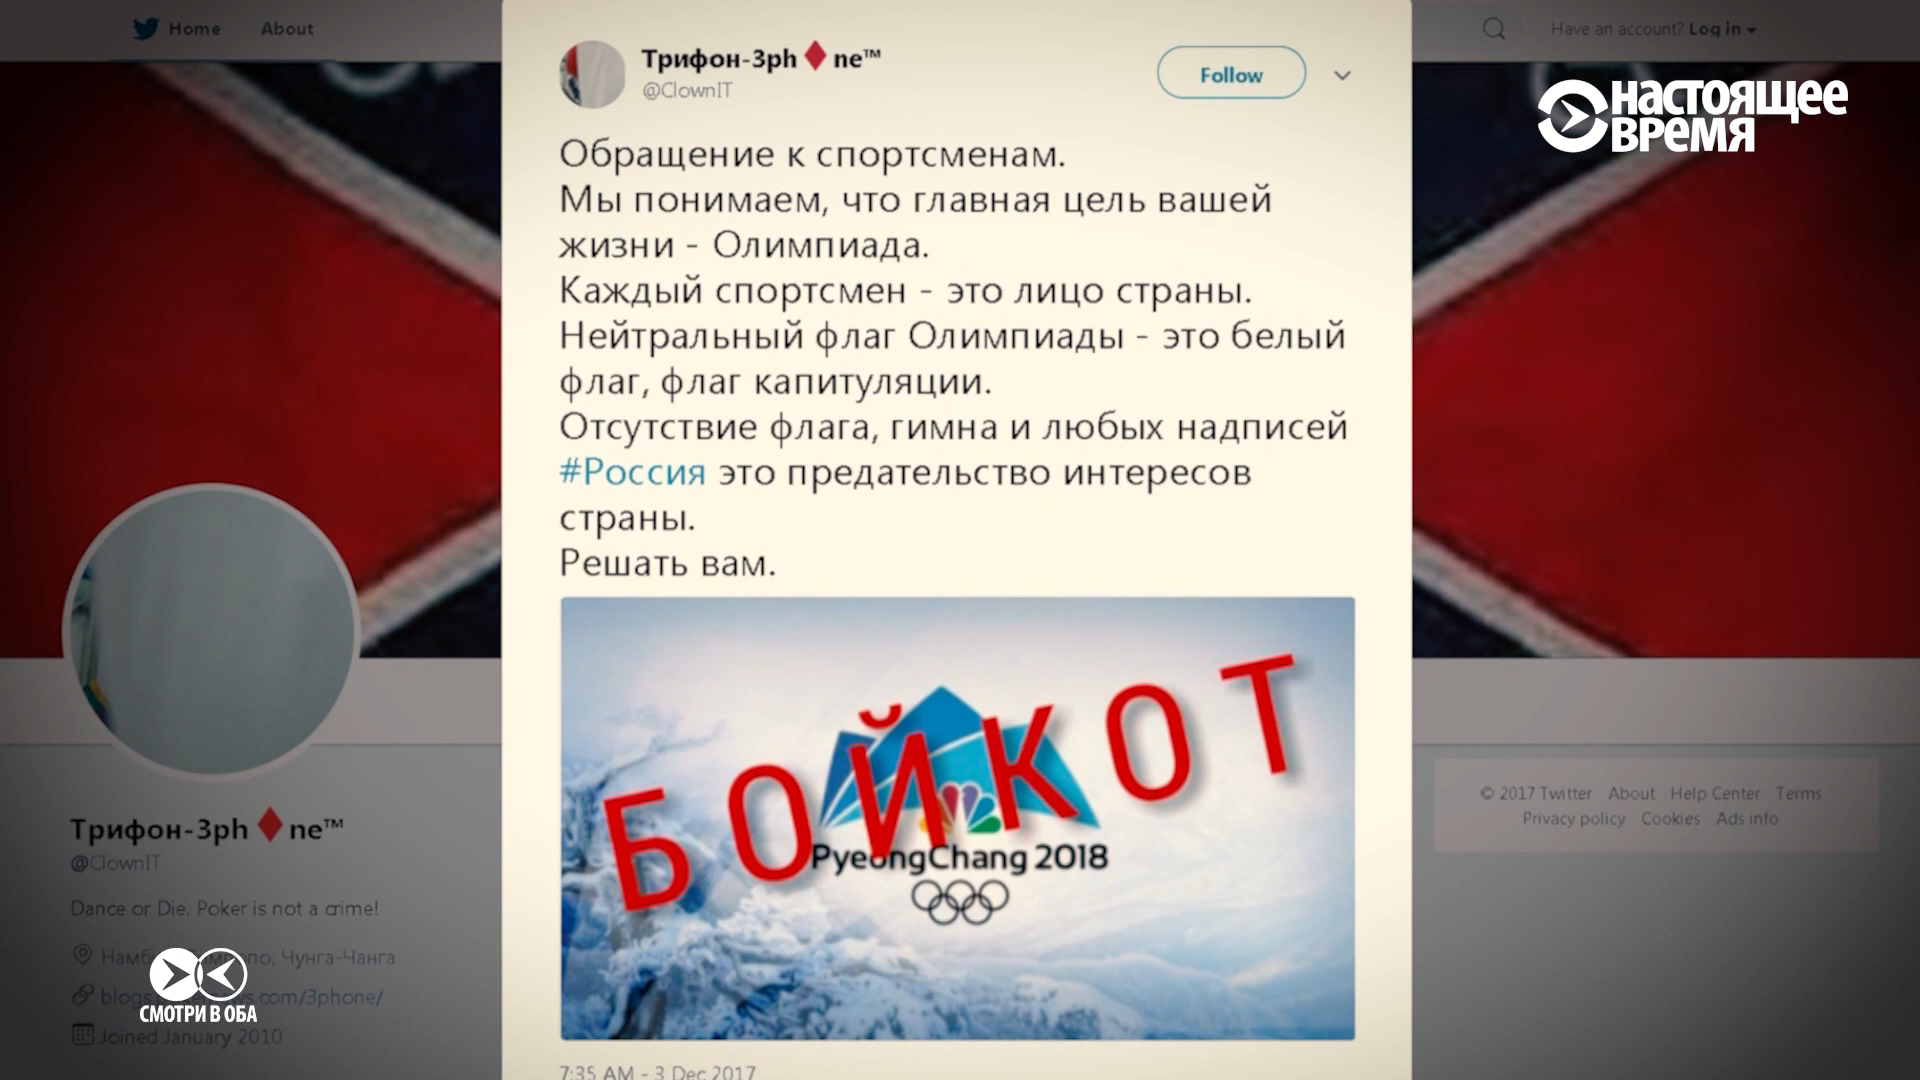 Home About
Have an account? Log in
НАСТОЯЩЕЕ
ВРЕМЯ
Трифон-3ph♦ne™
@ClownIT
Follow
Обращение к спортсменам.
Мы понимаем, что главная цель вашей
жизни - Олимпиада.
Каждый спортсмен - это лицо страны.
Нейтральный флаг Олимпиады - это белый
флаг, флаг капитуляции.
Отсутствие флага, гимна и любых надписей
#Россия это предательство интересов
страны.
Решать вам.
БОЙКОТ
PyeongChang 2018
7:35 AM - 3 Dec 2017
Трифон-3ph♦ne™
@ClownIT
Dance or Die. Poker is not a crime!
Чунга-Чанга
Joined January 2010
СМОТРИ В ОБА
© 2017 Twitter About Help Center Terms
Privacy policy Cookies Ads info